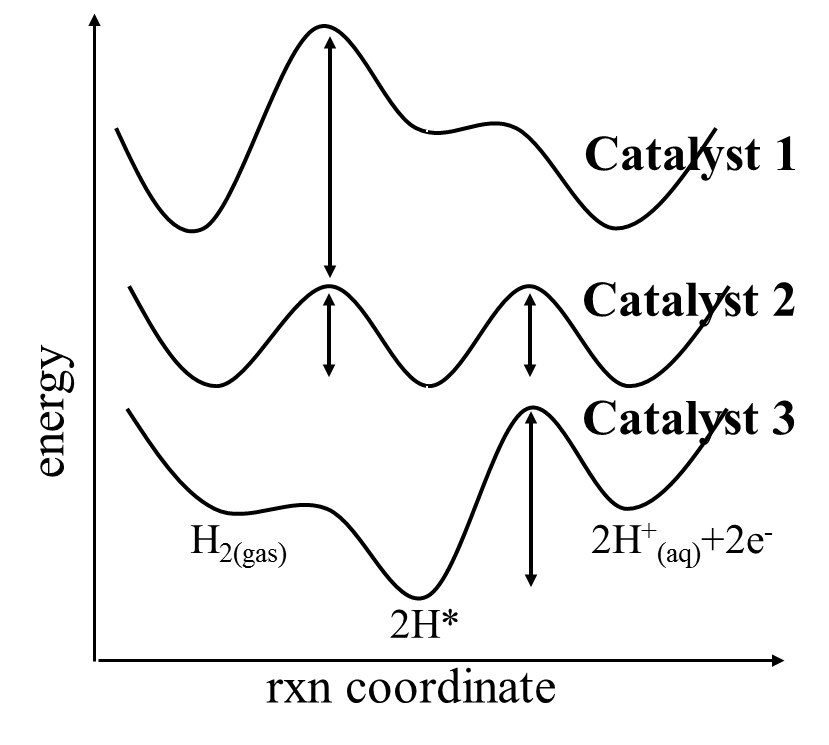 Catalyst 1
Catalyst 2
Catalyst 3
energy
H2(gas)
2H+(aq)+2e-
2H*
rxn coordinate